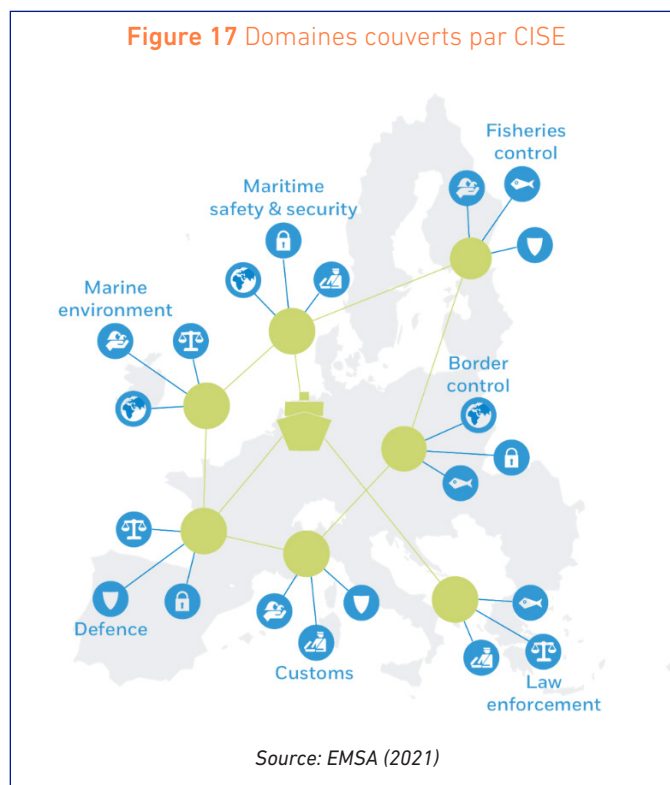 Figure 17 Domaines couverts par CISE
Fisheries
control
Maritime
safety & security
Marine
environment
Border
control
Defence
Customs
Law
enforcement
Source: EMSA (2021)